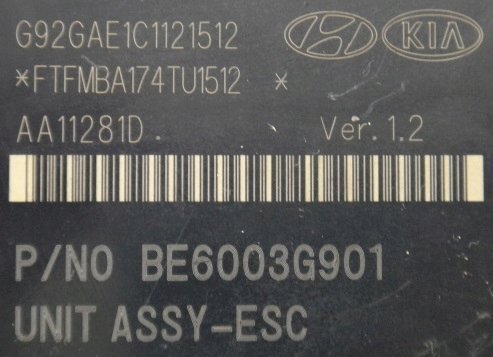 G92GAE1C1121512
KIA
*FTFMBA174TU1512 *
AA11281D. Ver.1.2
P/NO BE6003G901
UNIT ASSY-ESC